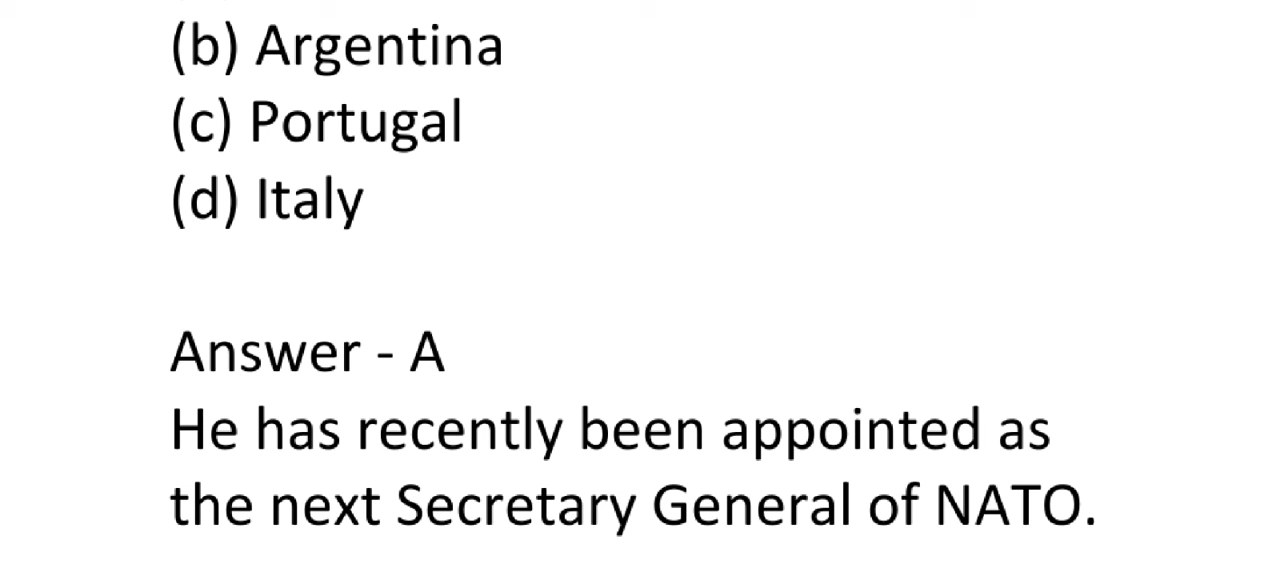 (b) Argentina
(c) Portugal
(d) Italy
Answer - A
He has recently been appointed as
the next Secretary General of NATO.